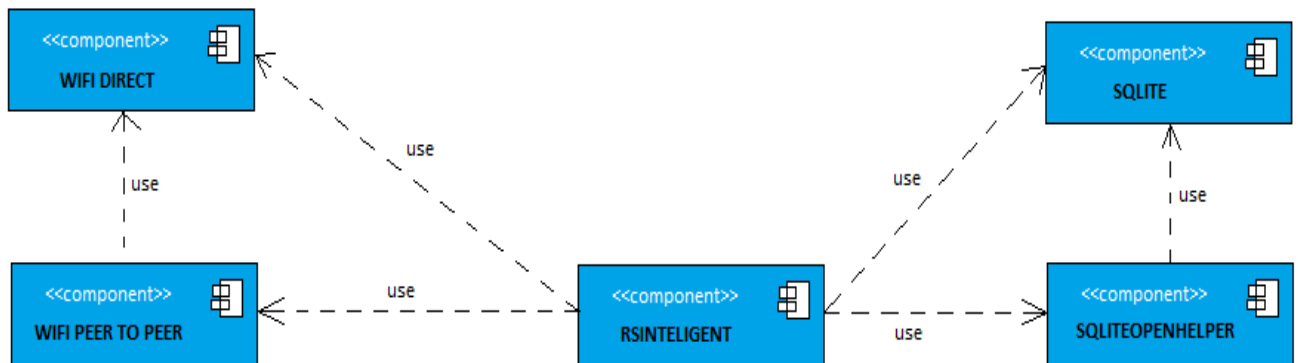 <<component>>
WIFI DIRECT
<<component>>
SQLITE
use
use
use
use
<<component>>
WIFI PEER TO PEER
use
<<component>>
RSINTELIGENT
use
<<component>>
SQLITEOPENHELPER